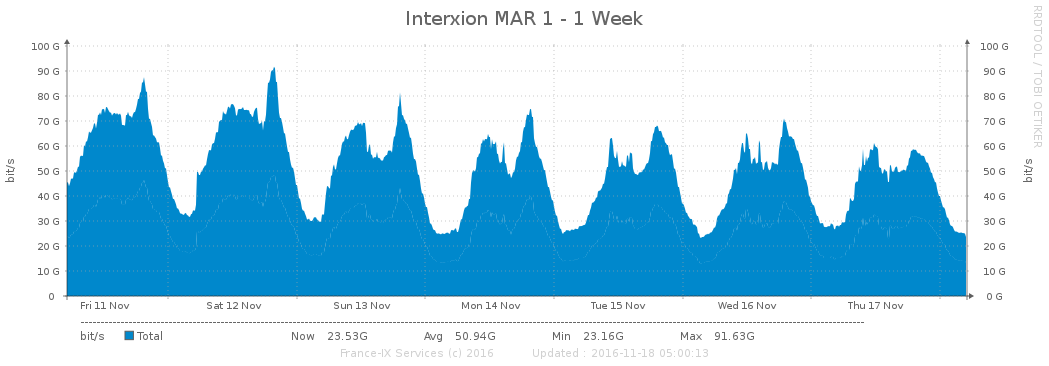 Interxion MAR 1 - 1 Week
RRDTOOL / TOBI OETIKER
100 G 100 G
90 G 90 G
80 G 80 G
70 G 70 G
60 G 60 G
50 G 50 G
40 G 40 G
30 G 30 G
20 G 20 G
10 G 10 G
0 0 G
bit/s bit/s
Fri 11 Nov Sat 12 Nov Sun 13 Nov Mon 14 Nov Tue 15 Nov Wed 16 Nov Thu 17 Nov
bit/s Total Now 23.53G Avg 50.94G Min 23.16G Max 91.63G
France-IX Services (c) 2016 Updated : 2016-11-18 05:00:13